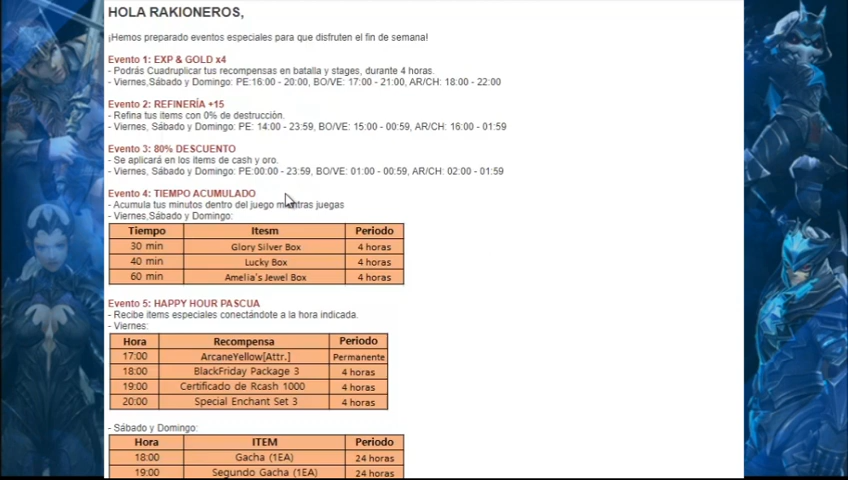 HOLA RAKIONEROS,
¡Hemos preparado eventos especiales para que disfruten el fin de semana!
Evento 1: EXP & GOLD x4
- Podrás Cuadruplicar tus recompensas en batalla y stages, durante 4 horas.
- Viernes,Sábado y Domingo: PE:16:00 - 20:00, BO/VE: 17:00 - 21:00, AR/CH: 18:00 - 22:00
Evento 2: REFINERÍA +15
- Refina tus items con 0% de destrucción.
- Viernes, Sábado y Domingo: PE: 14:00 - 23:59, BO/VE: 15:00 - 00:59, AR/CH: 16:00 - 01:59
Evento 3: 80% DESCUENTO
- Se aplicará en los items de cash y oro.
- Viernes, Sábado y Domingo: PE:00:00 - 23:59, BO/VE: 01:00 - 00:59, AR/CH: 02:00 - 01:59
Evento 4: TIEMPO ACUMULADO
- Acumula tus minutos dentro del juego mientras juegas
- Viernes,Sábado y Domingo:
Tiempo Itesm Periodo
30 min Glory Silver Box 4 horas
40 min Lucky Box 4 horas
60 min Amelia's Jewel Box 4 horas
Evento 5: HAPPY HOUR PASCUA
- Recibe items especiales conectándote a la hora indicada.
- Viernes:
Hora Recompensa Periodo
17:00 ArcaneYellow[Attr.] Permanente
18:00 BlackFriday Package 3 4 horas
19:00 Certificado de Rcash 1000 4 horas
20:00 Special Enchant Set 3 4 horas
- Sábado y Domingo:
Hora ITEM Periodo
18:00 Gacha (1EA) 24 horas
19:00 Segundo Gacha (1EA) 24 horas